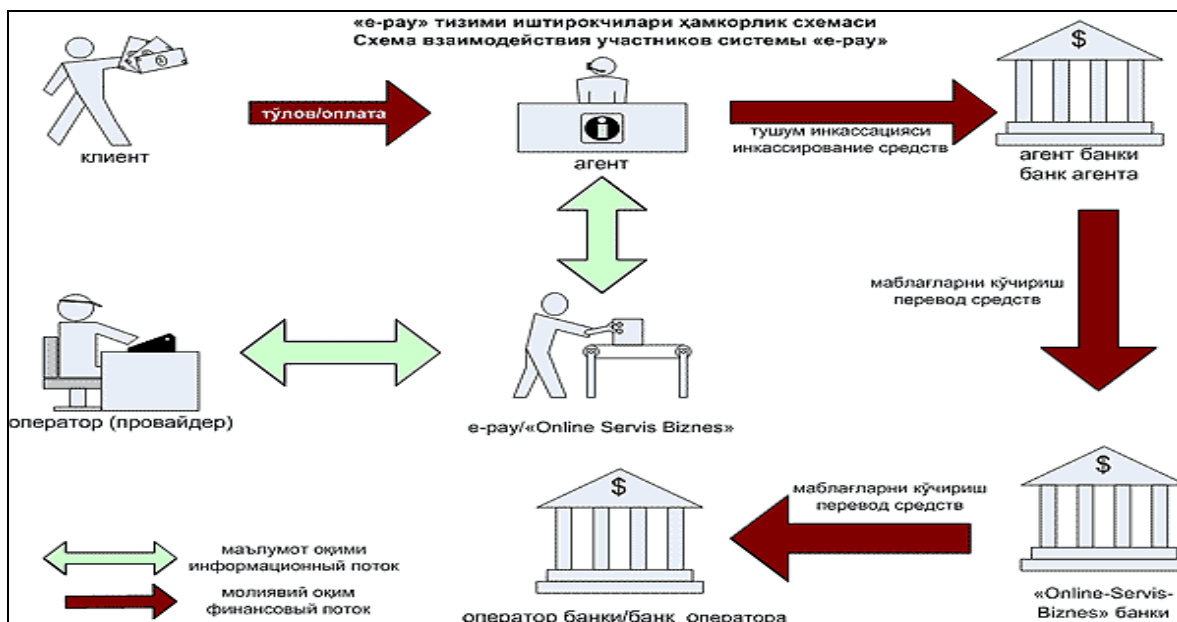 «e-pay» тизими иштирокчилари ҳамкорлик схемаси
Схема взаимодействия участников системы «e-pay»
$
тўлов/оплата
клиент
агент
тушум инкассацияси
инкассирование средств
агент банки
банк агента
маблағларни кўчириш
перевод средств
оператор (провайдер)
e-pay/«Online Servis Biznes»
$
$
маблағларни кўчириш
перевод средств
маълумот оқими
информационный поток
молиявий оқим
финансовый поток
оператор банки/банк оператора
«Online-Servis-
Biznes» банки